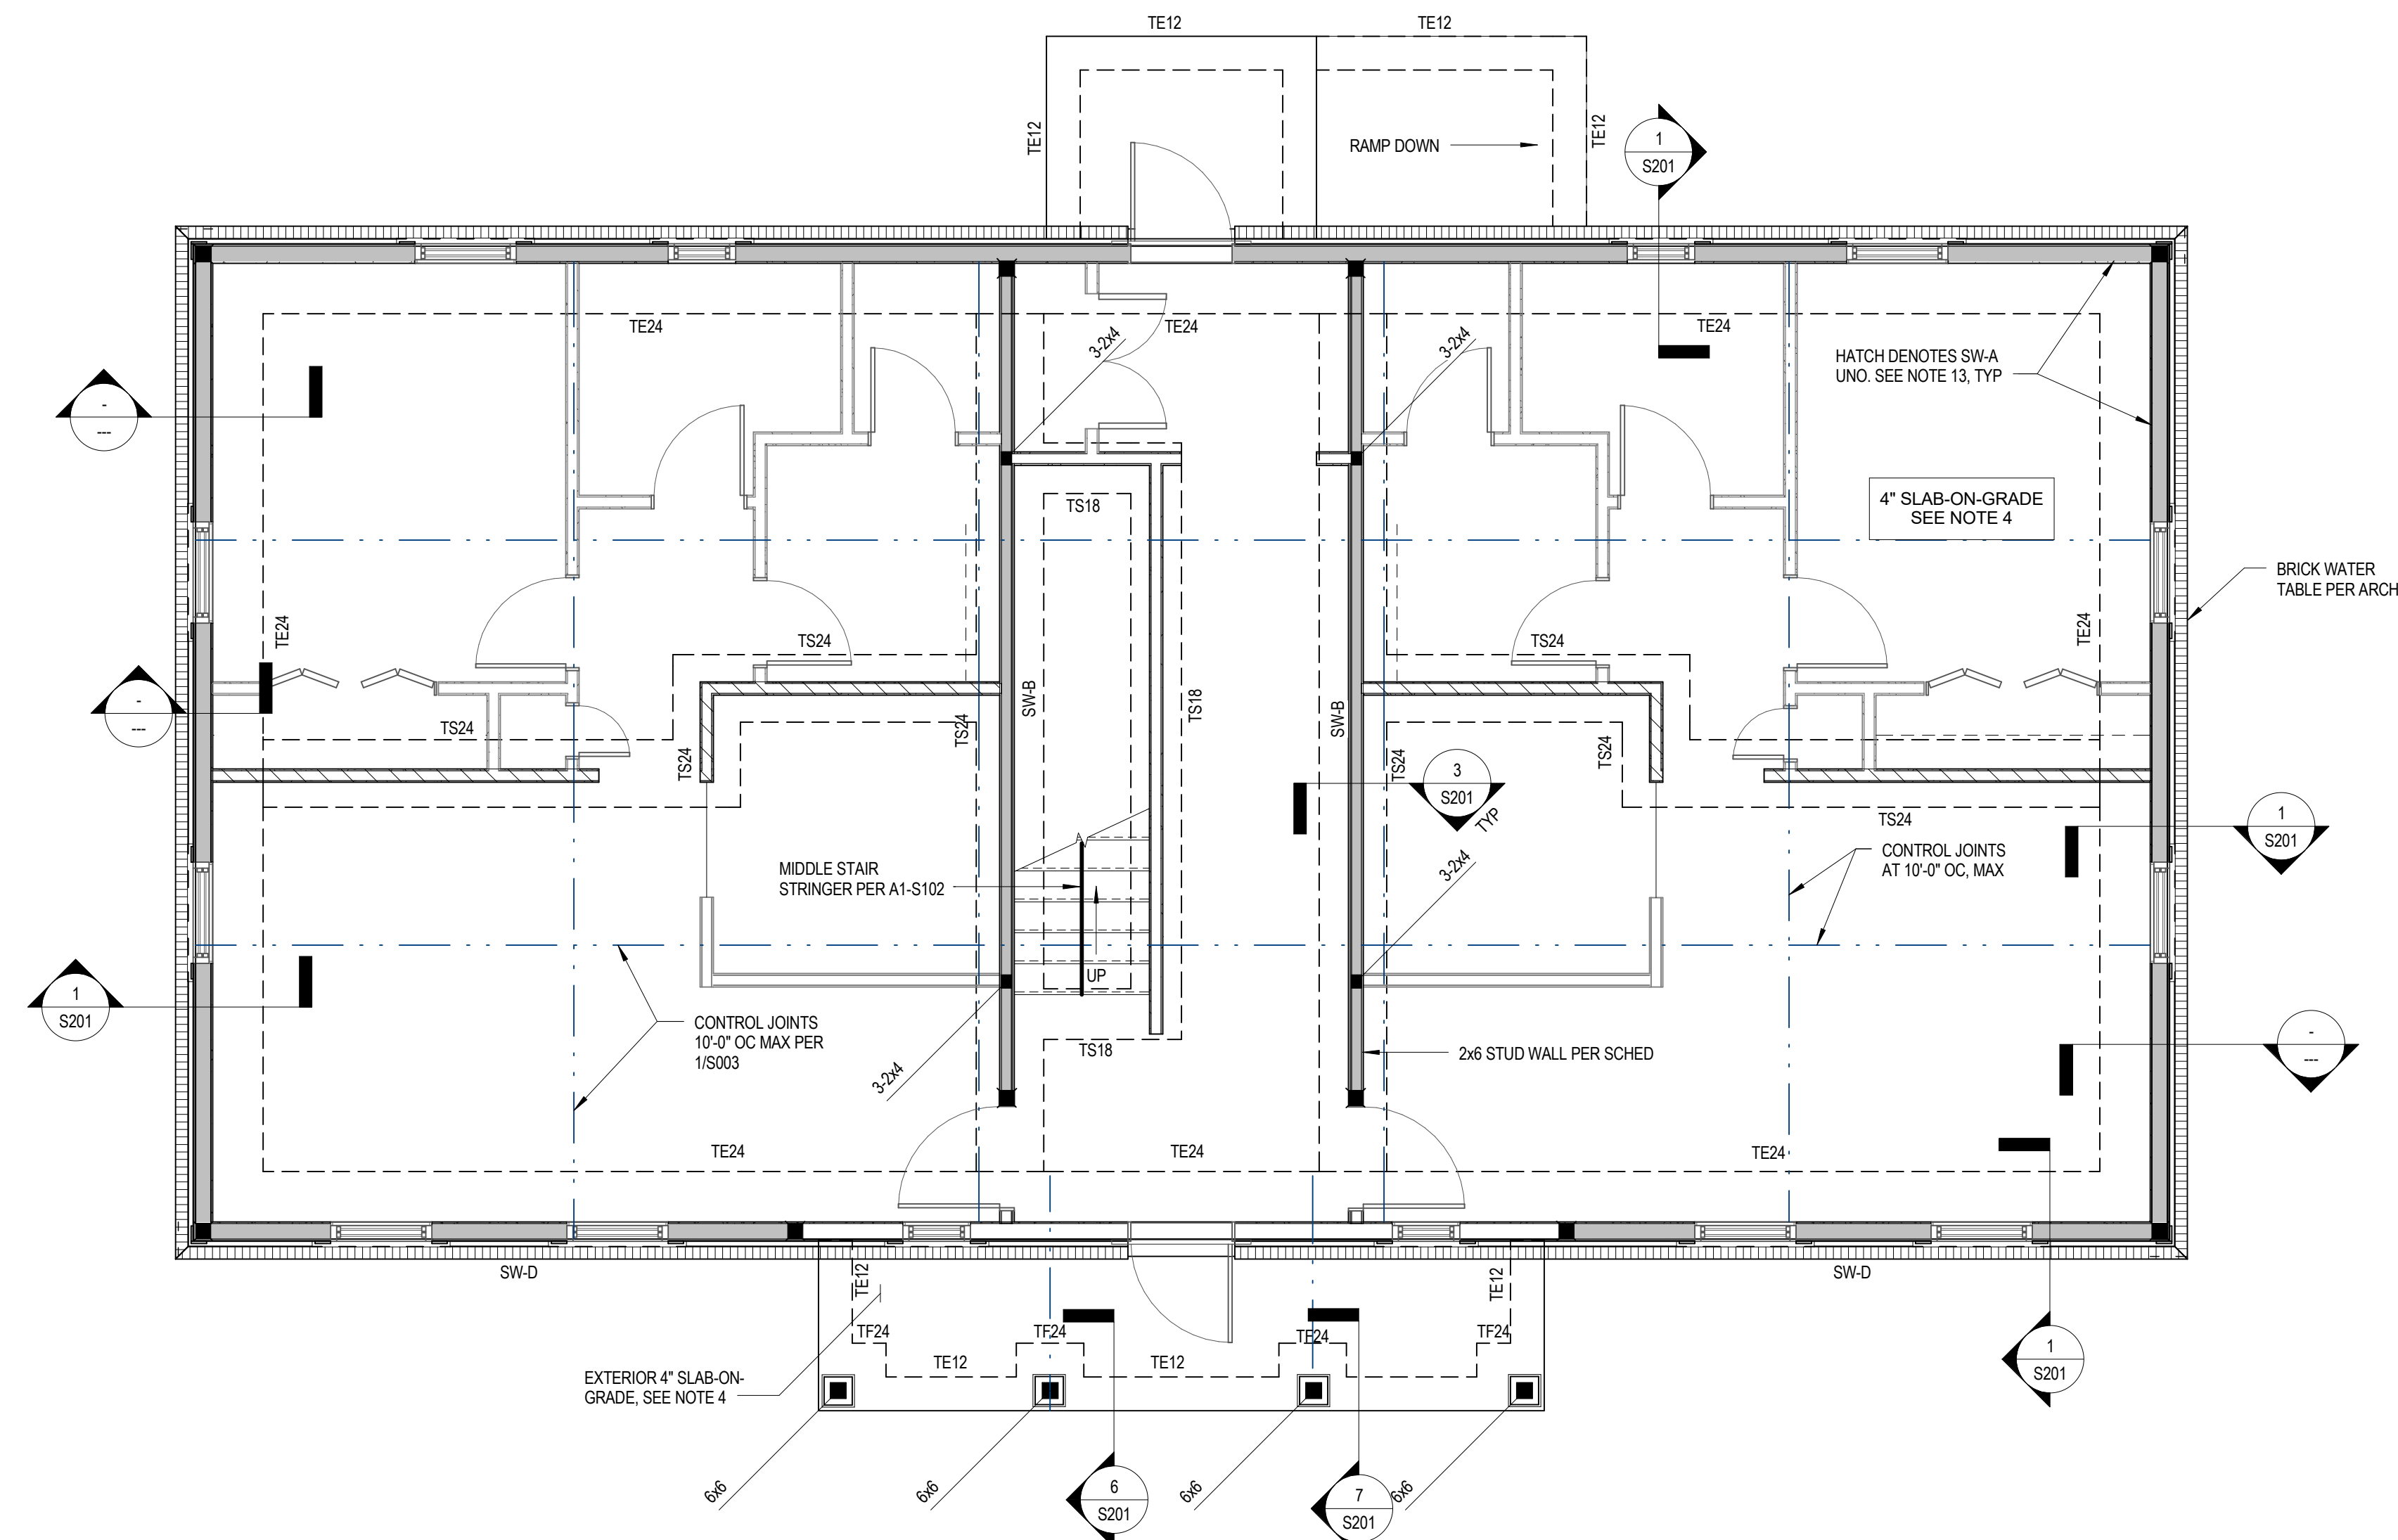 TE12
TE12
TE12
RAMP DOWN
TE12
1
S201
TE24
TE24
TE24
3-2x4
3-2x4
HATCH DENOTES SW-A
UNO. SEE NOTE 13, TYP
-
---
TS18
4" SLAB-ON-GRADE
SEE NOTE 4
BRICK WATER
TABLE PER ARCH
TE24
TS24
TS24
TE24
-
---
TS24
TS24
TS24
SW-B
TS18
SW-B
TS24
TS24
3
S201
TYP
TS24
1
S201
CONTROL JOINTS
AT 10'-0" OC, MAX
MIDDLE STAIR
STRINGER PER A1-S102
3-2x4
UP
1
S201
CONTROL JOINTS
10'-0" OC MAX PER
1/S003
TS18
3-2x4
2x6 STUD WALL PER SCHED
-
---
TE24
TE24
TE24
SW-D
SW-D
TE12
TE12
TF24
TF24
TF24
TF24
TE12
TE12
EXTERIOR 4" SLAB-ON-
GRADE, SEE NOTE 4
1
S201
6x6
6x6
6x6
6x6
6
S201
7
S201